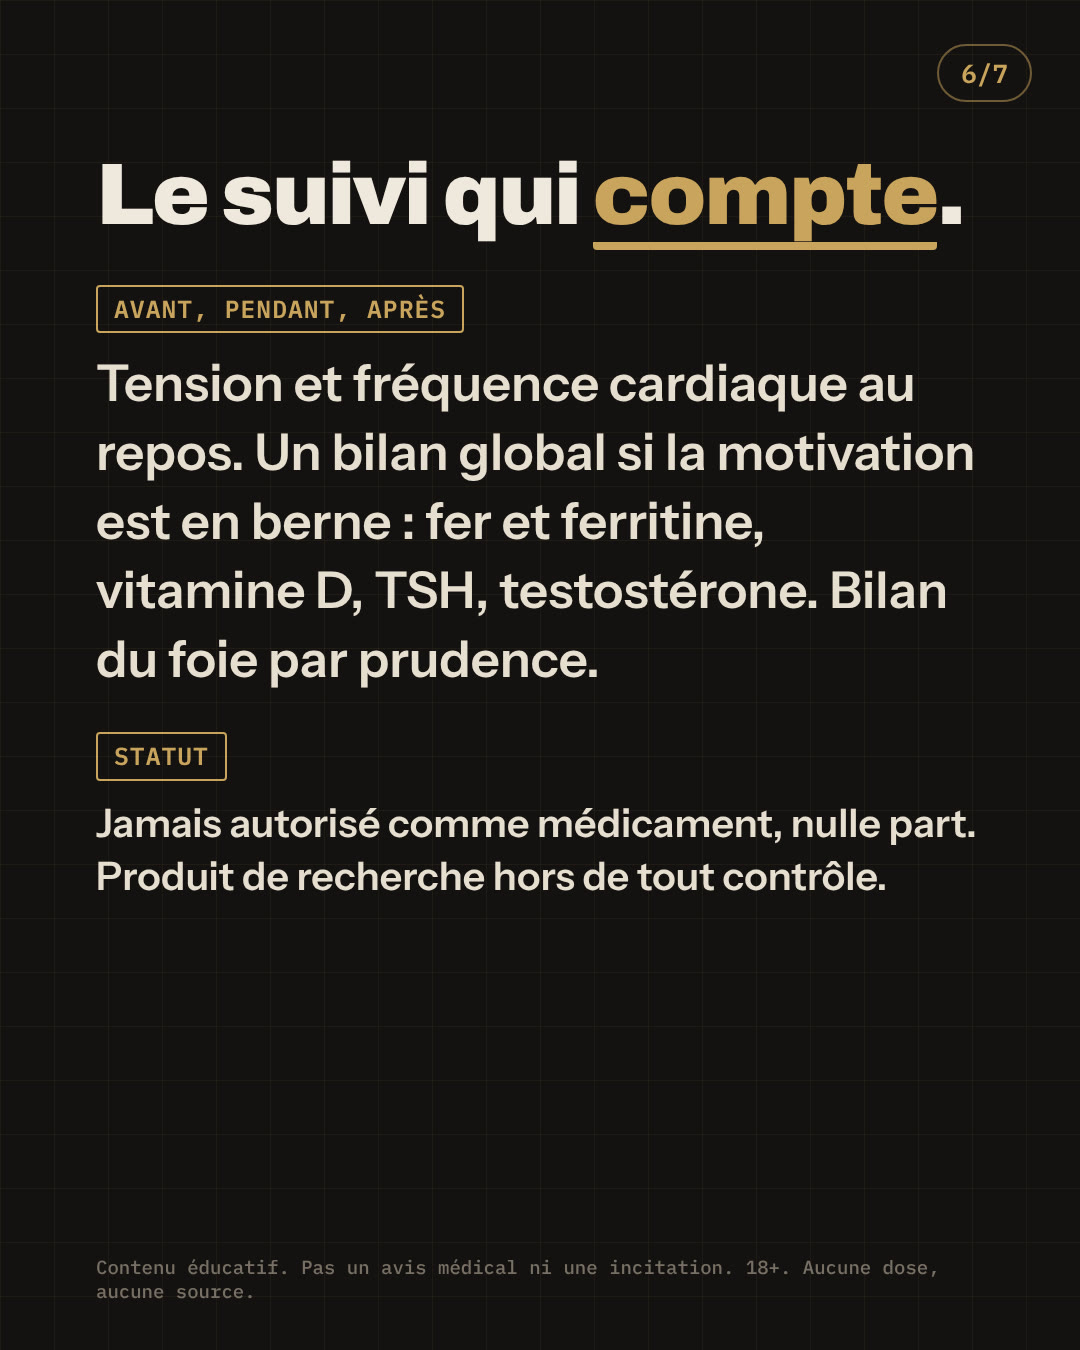 6/7
Le suivi qui compte.
AVANT, PENDANT, APRÈS
Tension et fréquence cardiaque au
repos. Un bilan global si la motivation
est en berne : fer et ferritine,
vitamine D, TSH, testostérone. Bilan
du foie par prudence.
STATUT
Jamais autorisé comme médicament, nulle part.
Produit de recherche hors de tout contrôle.
Contenu éducatif. Pas un avis médical ni une incitation. 18+. Aucune dose,
aucune source.